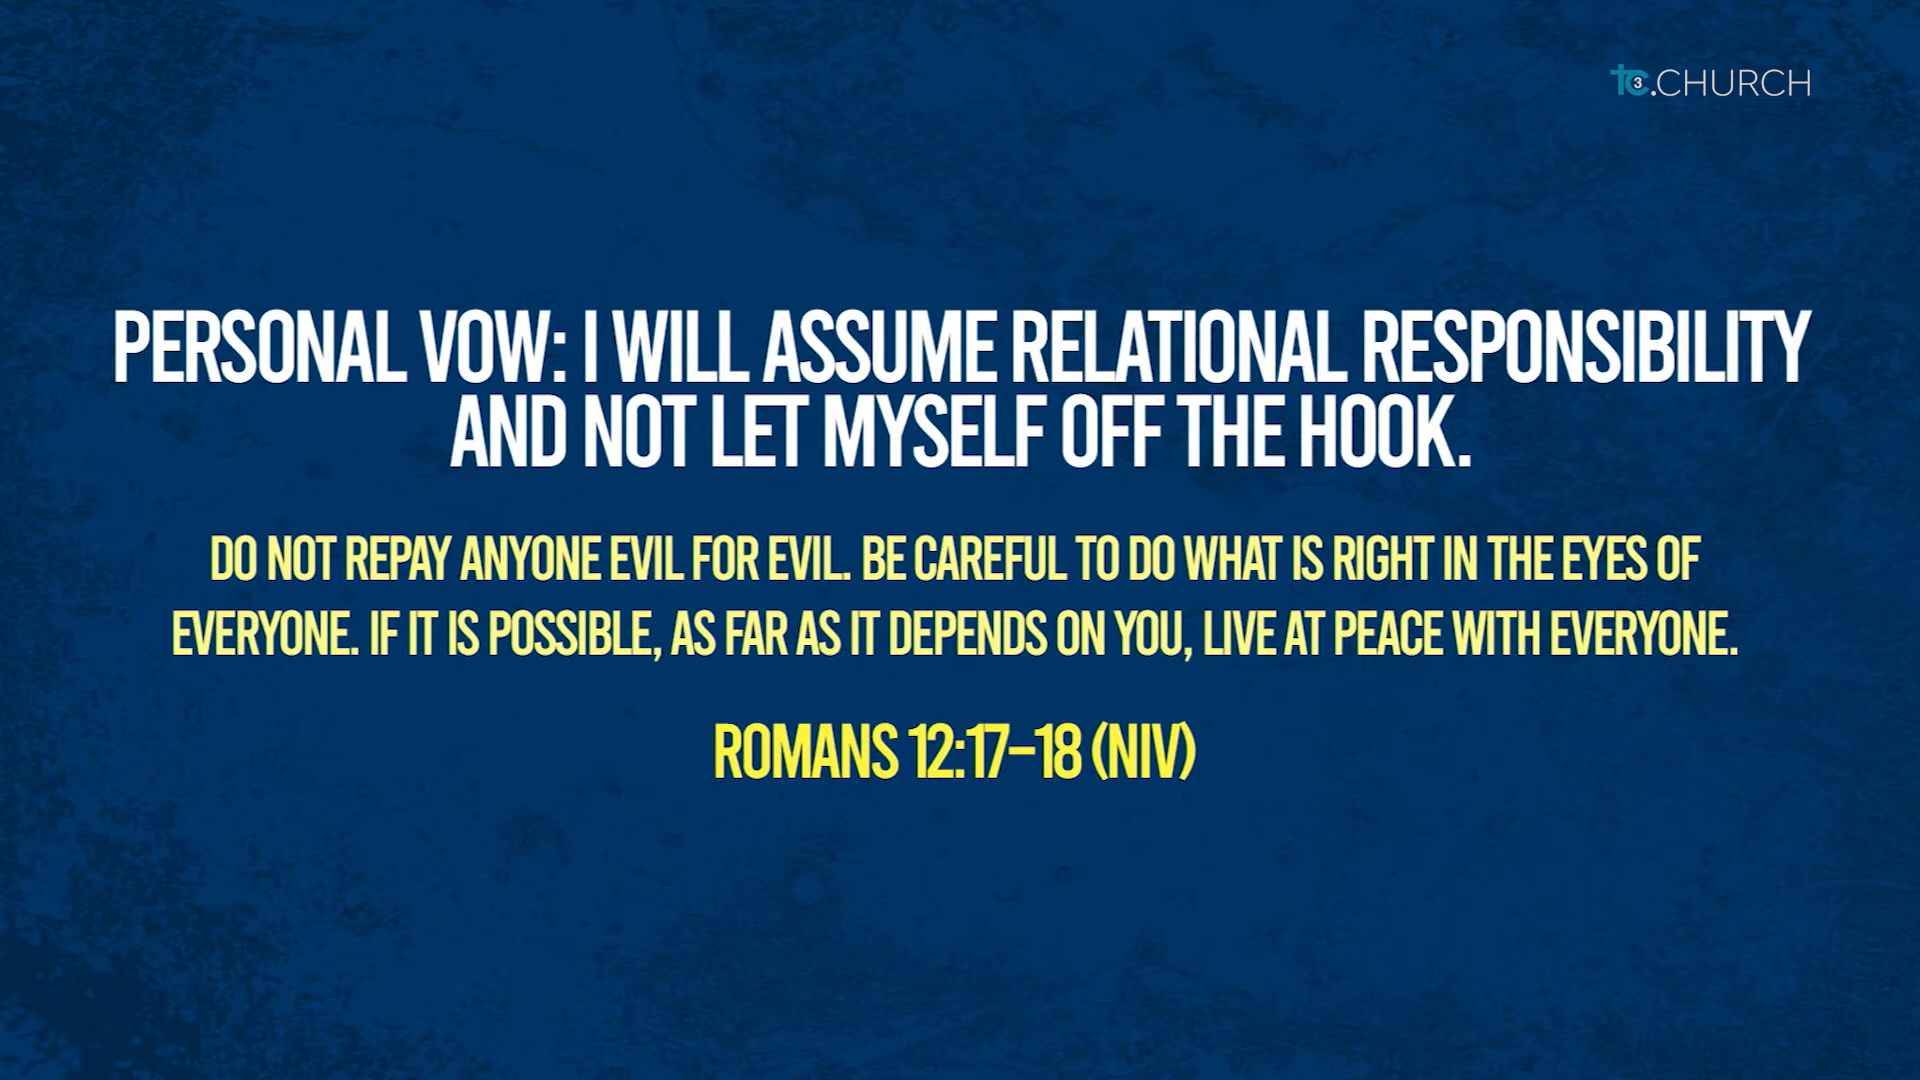 tc3.CHURCH
PERSONAL VOW: I WILL ASSUME RELATIONAL RESPONSIBILITY
AND NOT LET MYSELF OFF THE HOOK.
DO NOT REPAY ANYONE EVIL FOR EVIL. BE CAREFUL TO DO WHAT IS RIGHT IN THE EYES OF
EVERYONE. IF IT IS POSSIBLE, AS FAR AS IT DEPENDS ON YOU, LIVE AT PEACE WITH EVERYONE.
ROMANS 12:17–18 (NIV)